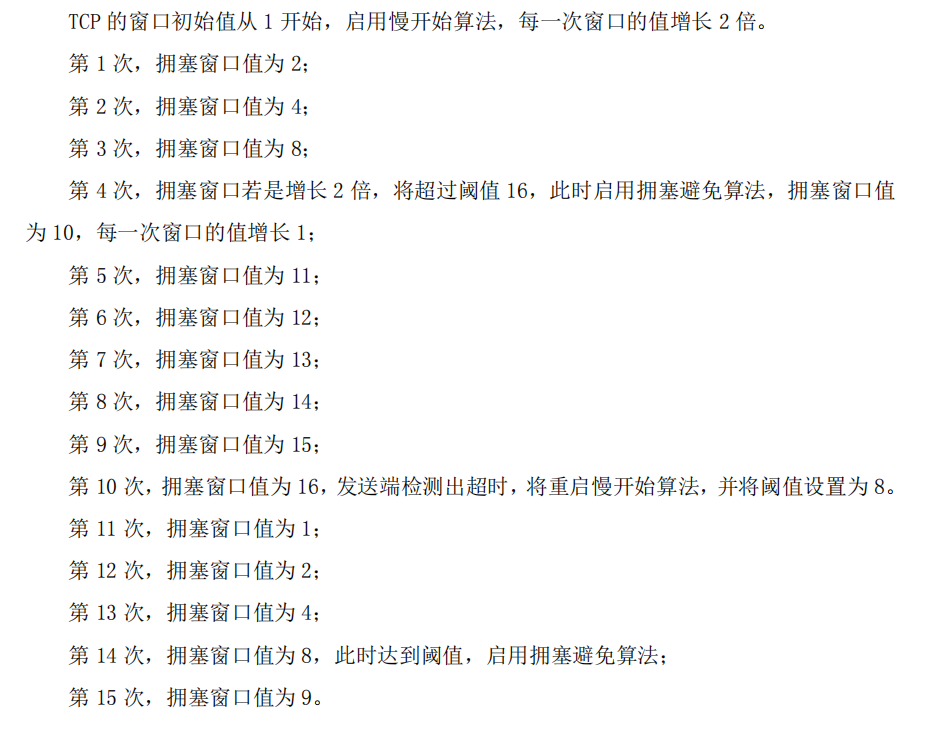 TCP 的窗口初始值从 1 开始，启用慢开始算法，每一次窗口的值增长 2 倍。
第 1 次，拥塞窗口值为 2；
第 2 次，拥塞窗口值为 4；
第 3 次，拥塞窗口值为 8；
第 4 次，拥塞窗口若是增长 2 倍，将超过阈值 16，此时启用拥塞避免算法，拥塞窗口值
为 10，每一次窗口的值增长 1；
第 5 次，拥塞窗口值为 11；
第 6 次，拥塞窗口值为 12；
第 7 次，拥塞窗口值为 13；
第 8 次，拥塞窗口值为 14；
第 9 次，拥塞窗口值为 15；
第 10 次，拥塞窗口值为 16，发送端检测出超时，将重启慢开始算法，并将阈值设置为 8。
第 11 次，拥塞窗口值为 1；
第 12 次，拥塞窗口值为 2；
第 13 次，拥塞窗口值为 4；
第 14 次，拥塞窗口值为 8，此时达到阈值，启用拥塞避免算法；
第 15 次，拥塞窗口值为 9。